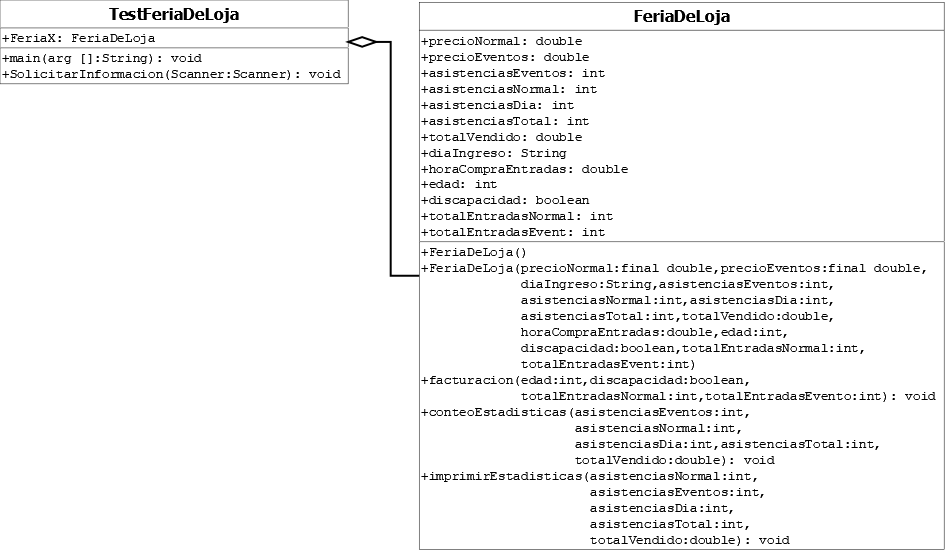 TestFeriaDeLoja
+FeriaX: FeriaDeLoja
+main(arg []:String): void
+SolicitarInformacion(Scanner:Scanner): void
FeriaDeLoja
+precioNormal: double
+precioEventos: double
+asistenciasEventos: int
+asistenciasNormal: int
+asistenciasDia: int
+asistenciasTotal: int
+totalVendido: double
+diaIngreso: String
+horaCompraEntradas: double
+edad: int
+discapacidad: boolean
+totalEntradasNormal: int
+totalEntradasEvent: int
+FeriaDeLoja()
+FeriaDeLoja(precioNormal:final double,precioEventos:final double,
diaIngreso:String,asistenciasEventos:int,
asistenciasNormal:int,asistenciasDia:int,
asistenciasTotal:int,totalVendido:double,
horaCompraEntradas:double,edad:int,
discapacidad:boolean,totalEntradasNormal:int,
totalEntradasEvent:int)
+facturacion(edad:int,discapacidad:boolean,
totalEntradasNormal:int,totalEntradasEvento:int): void
+conteoEstadisticas(asistenciasEventos:int,
asistenciasNormal:int,
asistenciasDia:int,asistenciasTotal:int,
totalVendido:double): void
+imprimirEstadisticas(asistenciasNormal:int,
asistenciasEventos:int,
asistenciasDia:int,
asistenciasTotal:int,
totalVendido:double): void